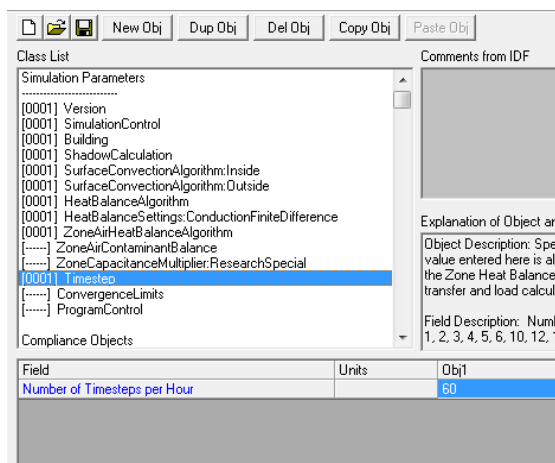 New Obj Dup Obj Del Obj Copy Obj Paste Obj
Class List
Simulation Parameters
-------------------------
[0001] Version
[0001] SimulationControl
[0001] Building
[0001] ShadowCalculation
[0001] SurfaceConvectionAlgorithm:Inside
[0001] SurfaceConvectionAlgorithm:Outside
[0001] HeatBalanceAlgorithm
[0001] HeatBalanceSettings:ConductionFiniteDifference
[0001] ZoneAirHeatBalanceAlgorithm
[------] ZoneAirContaminantBalance
[------] ZoneCapacitanceMultiplier:ResearchSpecial
[0001] Timestep
[------] ConvergenceLimits
[------] ProgramControl
Compliance Objects
Comments from IDF
Explanation of Object an
Object Description: Spe
value entered here is al
the Zone Heat Balance
transfer and load calcul
Field Description: Num
1, 2, 3, 4, 5, 6, 10, 12,
Field Units Obj1
Number of Timesteps per Hour 60